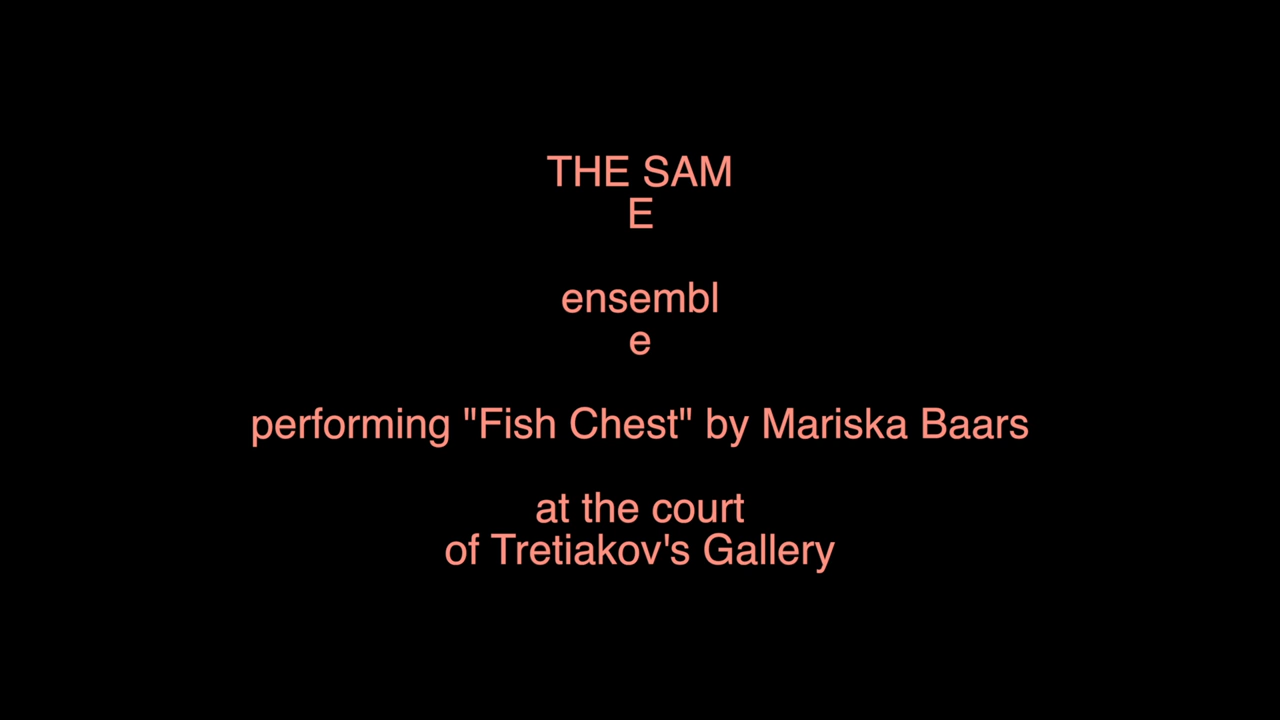 THE SAM
E
ensembl
e
performing "Fish Chest" by Mariska Baars
at the court
of Tretiakov's Gallery